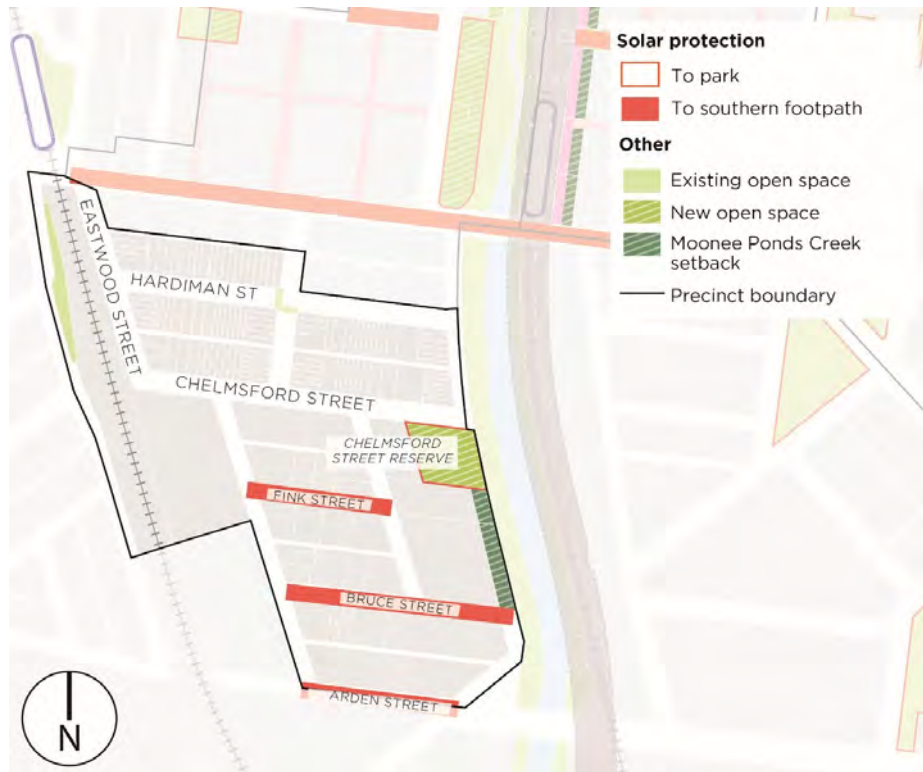 Solar protection
To park
To southern footpath
Other
Existing open space
New open space
Moonee Ponds Creek
setback
Precinct boundary
EASTWOOD STREET
HARDIMAN ST
CHELMSFORD STREET
CHELMSFORD
STREET RESERVE
FINK STREET
BRUCE STREET
ARDEN STREET
N